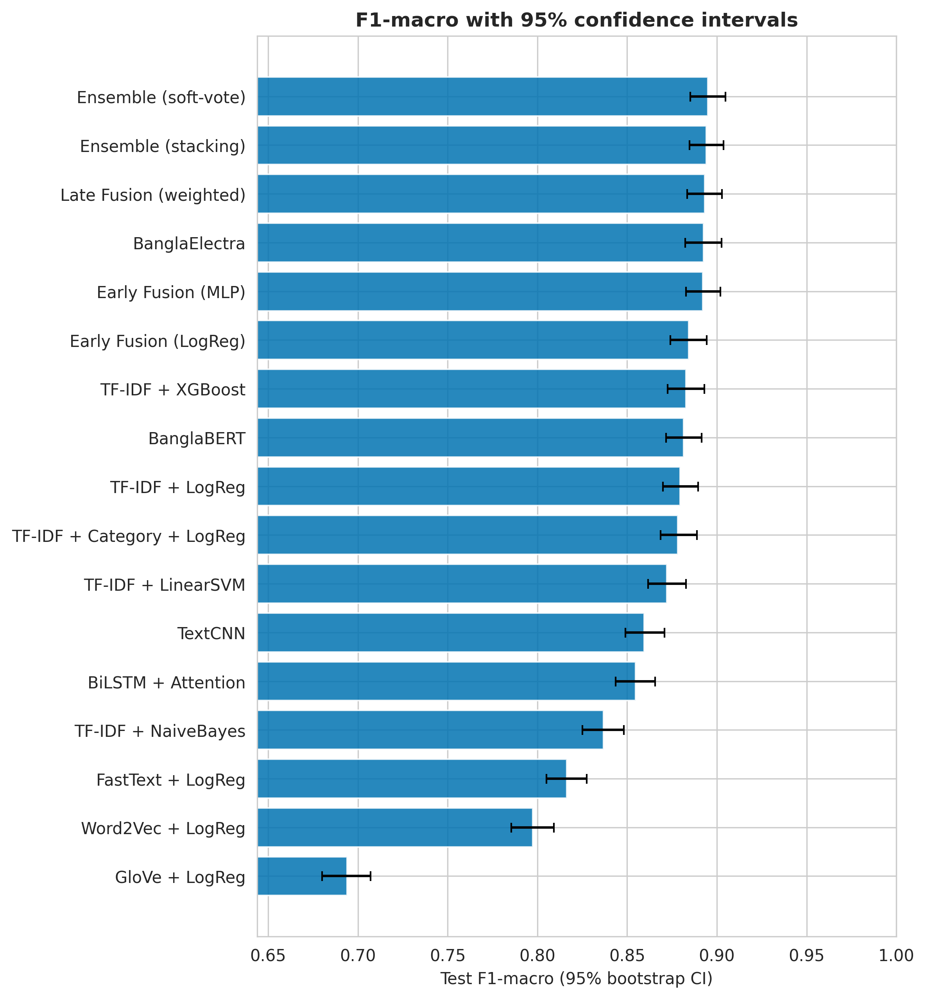 F1-macro with 95% confidence intervals
Ensemble (soft-vote)
Ensemble (stacking)
Late Fusion (weighted)
BanglaElectra
Early Fusion (MLP)
Early Fusion (LogReg)
TF-IDF + XGBoost
BanglaBERT
TF-IDF + LogReg
TF-IDF + Category + LogReg
TF-IDF + LinearSVM
TextCNN
BiLSTM + Attention
TF-IDF + NaiveBayes
FastText + LogReg
Word2Vec + LogReg
GloVe + LogReg
0.65 0.70 0.75 0.80 0.85 0.90 0.95 1.00
Test F1-macro (95% bootstrap CI)